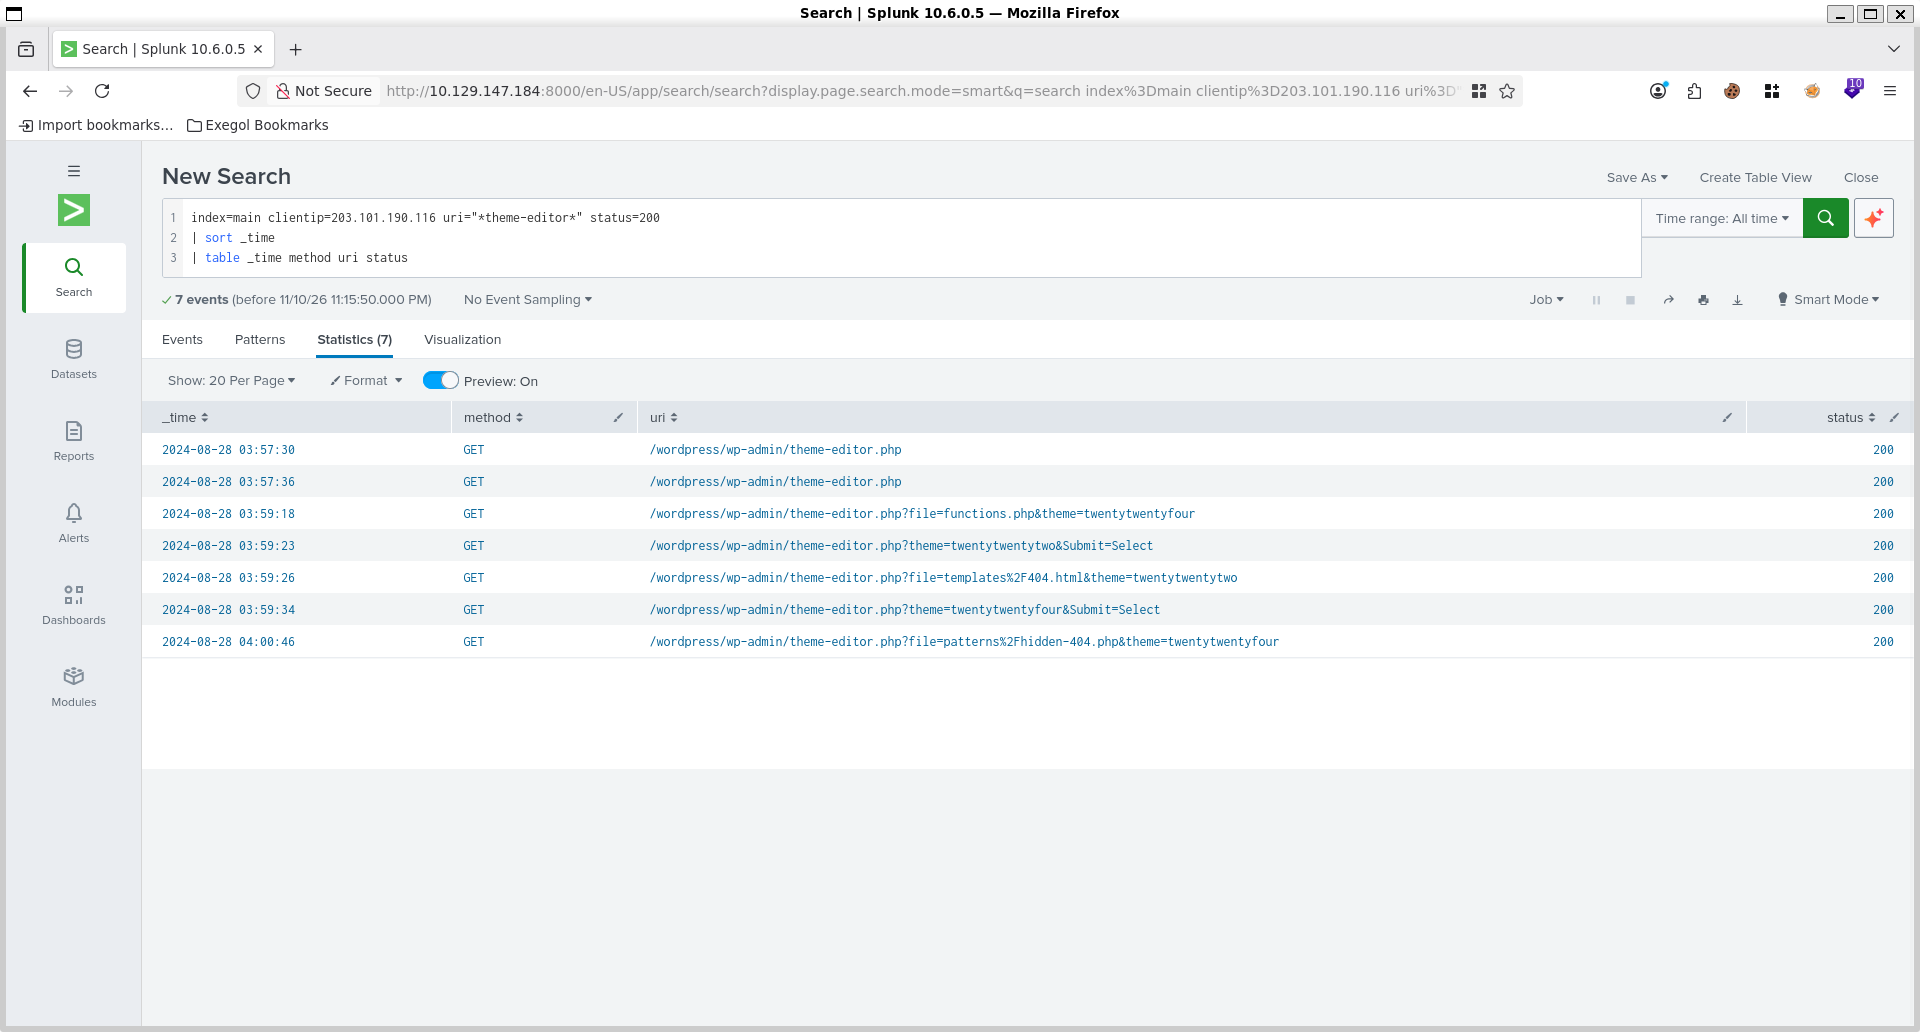 Search | Splunk 10.6.0.5 — Mozilla Firefox
Search | Splunk 10.6.0.5
Not Secure
http://10.129.147.184:8000/en-US/app/search/search?display.page.search.mode=smart&q=search index%3Dmain clientip%3D203.101.190.116 uri%3D"
10
Import bookmarks...
Exegol Bookmarks
New Search
Save As
Create Table View
Close
1 index=main clientip=203.101.190.116 uri="*theme-editor*" status=200
2 | sort _time
3 | table _time method uri status
Time range: All time
7 events (before 11/10/26 11:15:50.000 PM)
No Event Sampling
Job
Smart Mode
Search
Datasets
Reports
Alerts
Dashboards
Modules
Events Patterns Statistics (7) Visualization
Show: 20 Per Page
Format
Preview: On
_time method uri status
2024-08-28 03:57:30 GET /wordpress/wp-admin/theme-editor.php 200
2024-08-28 03:57:36 GET /wordpress/wp-admin/theme-editor.php 200
2024-08-28 03:59:18 GET /wordpress/wp-admin/theme-editor.php?file=functions.php&theme=twentytwentyfour 200
2024-08-28 03:59:23 GET /wordpress/wp-admin/theme-editor.php?theme=twentytwentytwo&Submit=Select 200
2024-08-28 03:59:26 GET /wordpress/wp-admin/theme-editor.php?file=templates%2F404.html&theme=twentytwentytwo 200
2024-08-28 03:59:34 GET /wordpress/wp-admin/theme-editor.php?theme=twentytwentyfour&Submit=Select 200
2024-08-28 04:00:46 GET /wordpress/wp-admin/theme-editor.php?file=patterns%2Fhidden-404.php&theme=twentytwentyfour 200